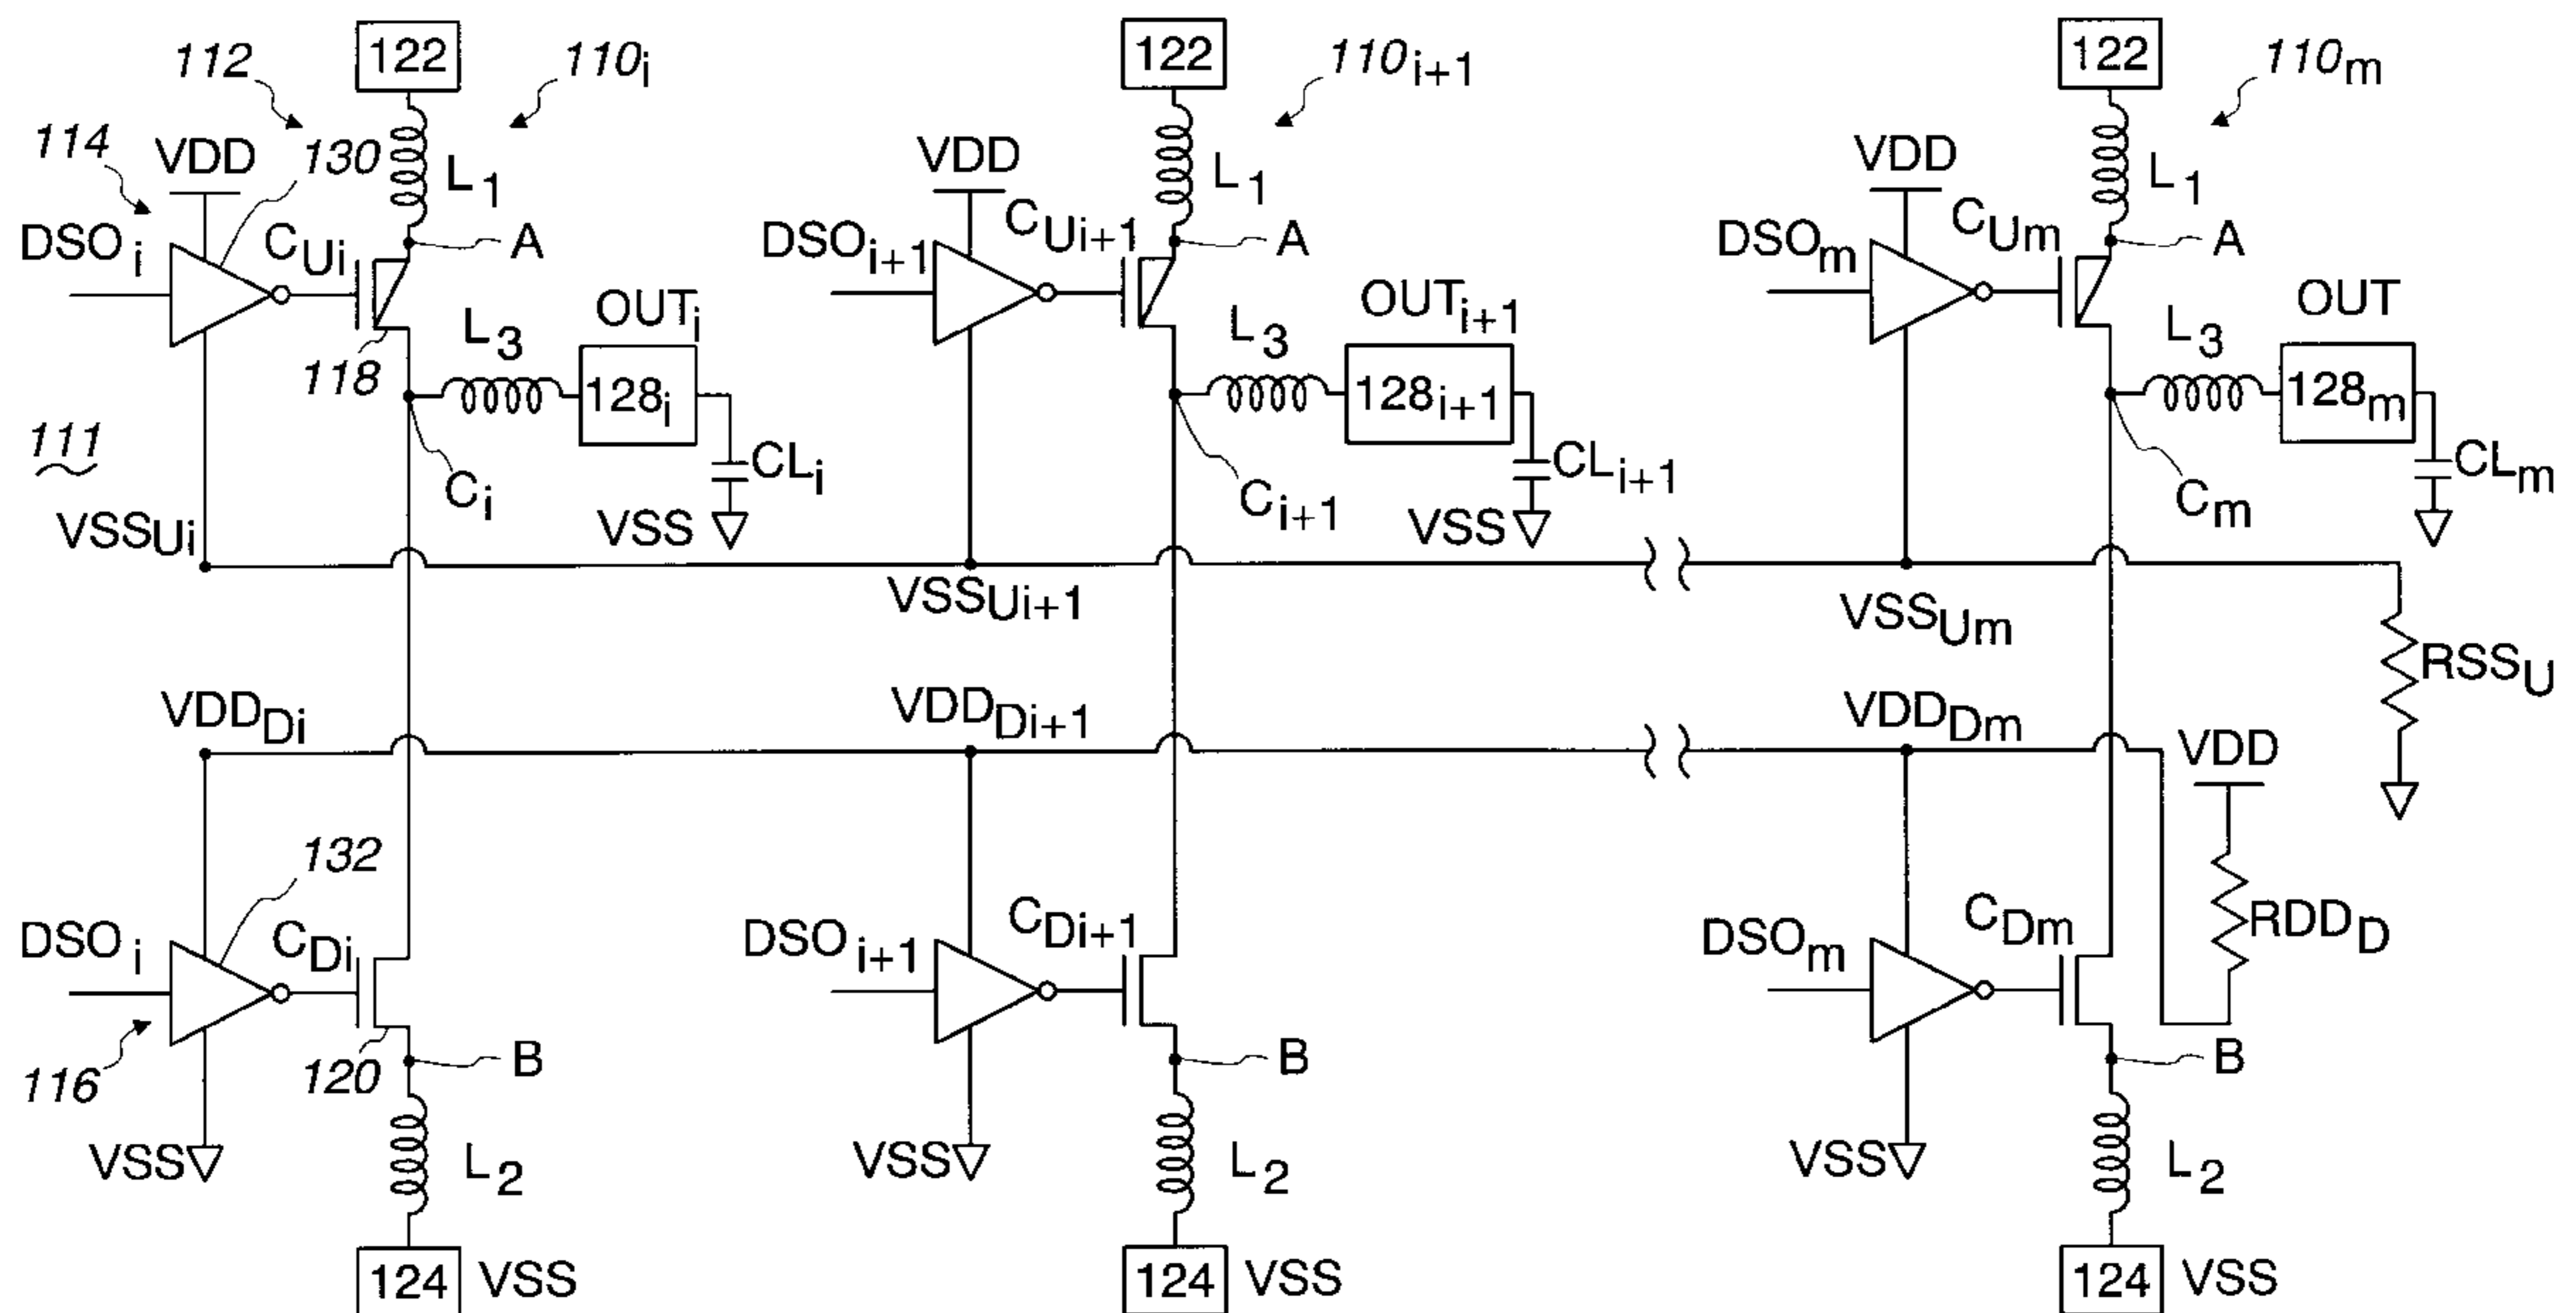 122 122 122
112 110i 110i+1 110m
114 VDD 130 L1 VDD L1 VDD L1
DSOi CUi A DSOi+1 CUi+1 A DSOm CUm A
L3 OUTi L3 OUTi+1 L3 OUT
118 128i 128i+1 128m
111 Ci CLi Ci+1 CLi+1 Cm CLm
VSSUi VSS VSS
VSSUi+1 VSSUm
RSSU
VDDDi VDDDi+1 VDDDm VDD
132
DSOi CDi DSOi+1 CDi+1 DSOm CDm RDDD
116 120 B B B
VSS L2 VSS L2 VSS L2
124 VSS 124 VSS 124 VSS